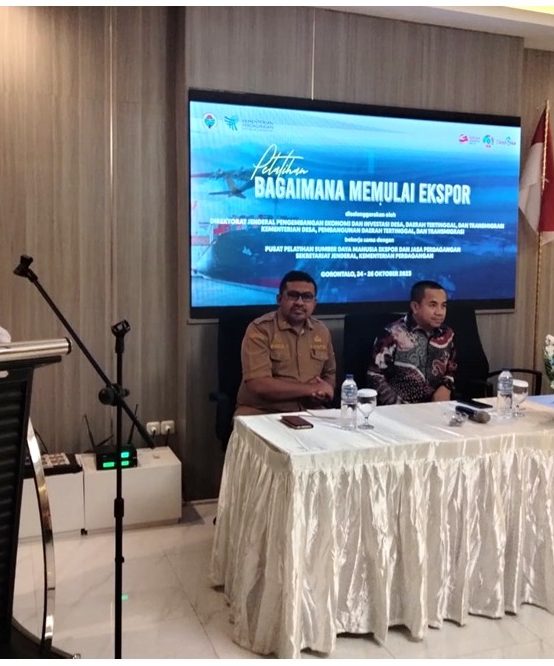 KEMENTERIAN
PERDAGANGAN
Pelatihan
BAGAIMANA MEMULAI EKSPOR
diselenggarakan oleh
DIREKTORAT JENDERAL PENGEMBANGAN EKONOMI DAN INVESTASI DESA, DAERAH TERTINGGAL, DAN TRANSMIGRASI
KEMENTERIAN DESA, PEMBANGUNAN DAERAH TERTINGGAL, DAN TRANSMIGRASI
bekerja sama dengan
PUSAT PELATIHAN SUMBER DAYA MANUSIA EKSPOR DAN JASA PERDAGANGAN
SEKRETARIAT JENDERAL, KEMENTERIAN PERDAGANGAN
GORONTALO, 24 - 26 OKTOBER 2023